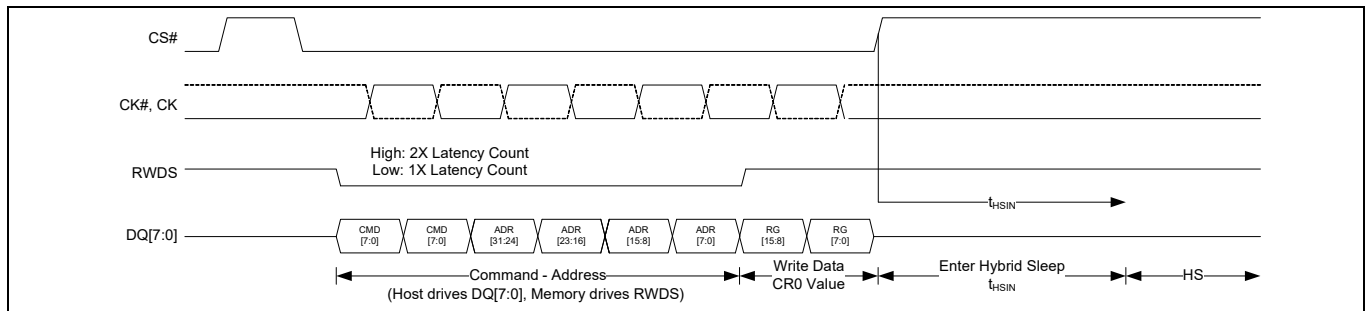 CS#
CK#, CK
High: 2X Latency Count
Low: 1X Latency Count
RWDS
tHSIN
DQ[7:0]
CMD
[7:0]
CMD
[7:0]
ADR
[31:24]
ADR
[23:16]
ADR
[15:8]
ADR
[7:0]
RG
[15:8]
RG
[7:0]
Command - Address
(Host drives DQ[7:0], Memory drives RWDS)
Write Data
CR0 Value
Enter Hybrid Sleep
tHSIN
HS